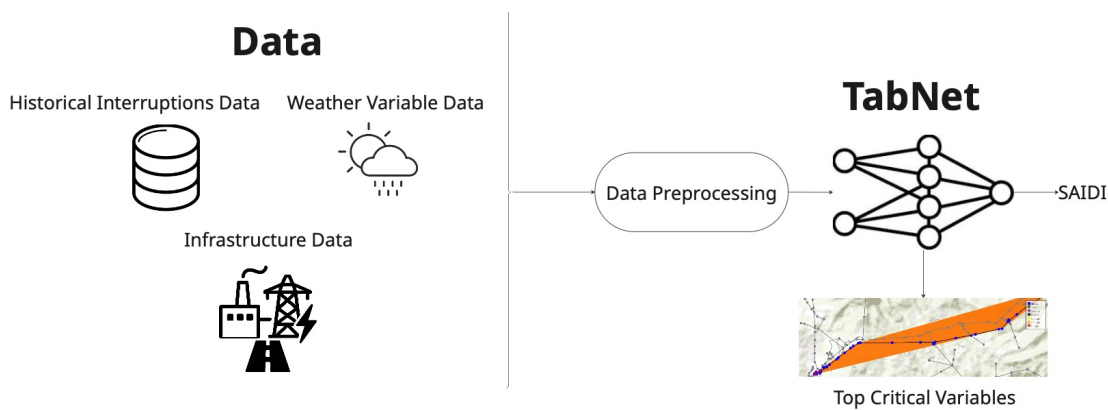 Data
Historical Interruptions Data
Weather Variable Data
Infrastructure Data
Data Preprocessing
TabNet
SAIDI
Top Critical Variables